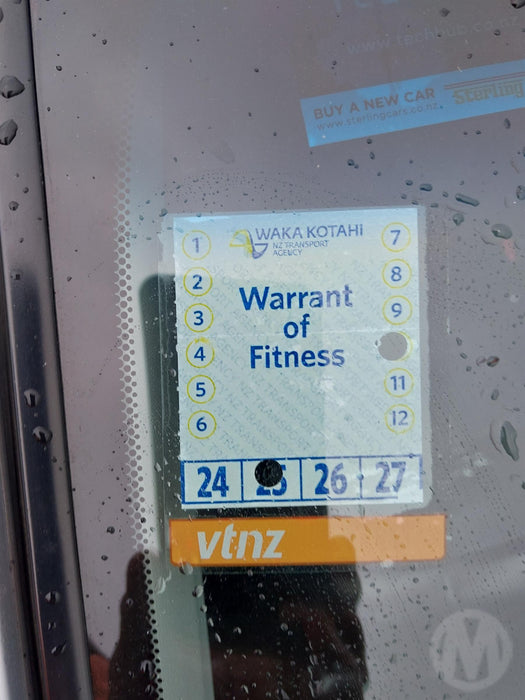 www.techhub.co.nz
BUY A NEW CAR Sterling
www.sterlingcars.co.nz
WAKA KOTAHI
NZ TRANSPORT
AGENCY
1
2
3
4
5
6
7
8
9
11
12
Warrant
of
Fitness
24 25 26 27
vtnz
M